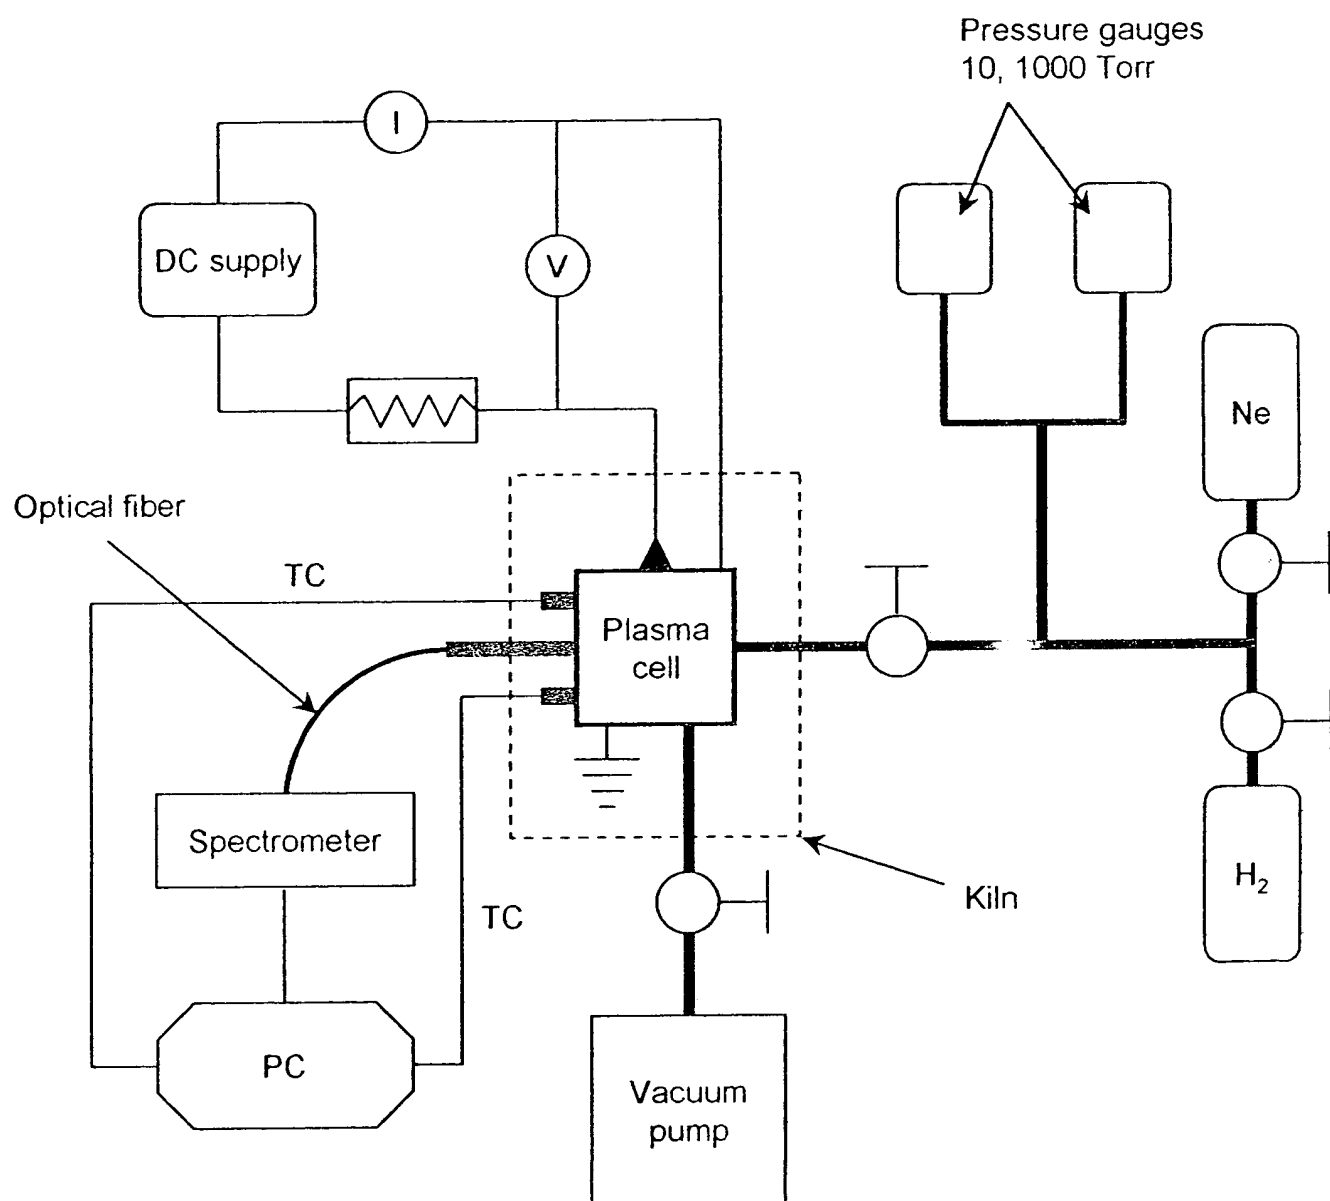 Pressure gauges
10, 1000 Torr
I
DC supply
V
Ne
Optical fiber
TC
Plasma
cell
Spectrometer
TC
Kiln
H₂
PC
Vacuum
pump